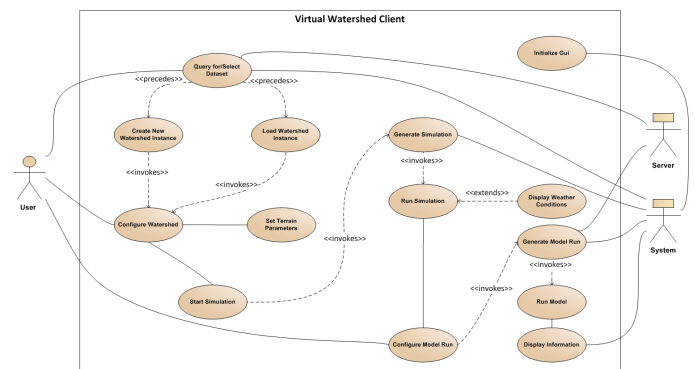 Virtual Watershed Client
Query for/Select
Dataset
Initialize Gui
<<precedes>>
<<precedes>>
Create New
Watershed Instance
Load Watershed
Instance
Generate Simulation
Server
<<invokes>>
<<invokes>>
<<invokes>>
User
Run Simulation
<<extends>>
Display Weather
Conditions
Configure Watershed
Set Terrain
Parameters
<<invokes>>
Generate Model Run
System
<<invokes>>
<<invokes>>
Start Simulation
Run Model
Configure Model Run
Display Information